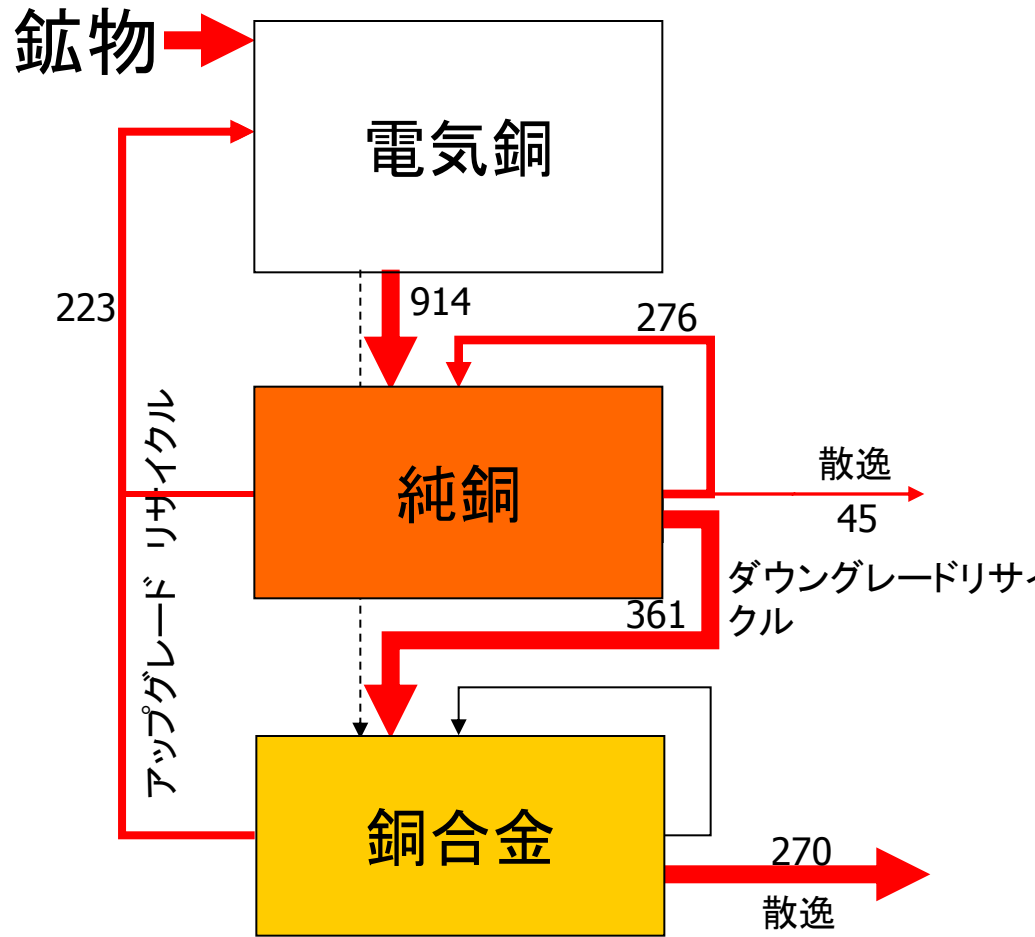 鉱物
電気銅
223
914
276
アップグレード リサイクル
純銅
散逸
45
ダウングレードリサイ
クル
361
銅合金
270
散逸